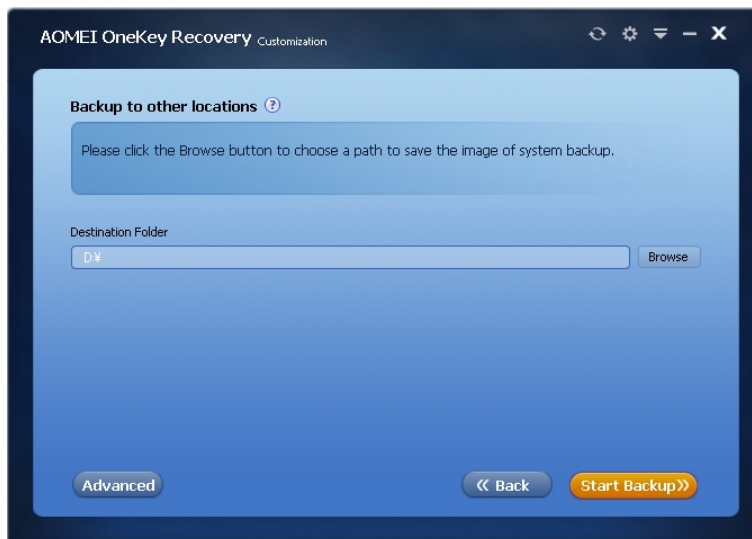 AOMEI OneKey Recovery Customization
Backup to other locations ?
Please click the Browse button to choose a path to save the image of system backup.
Destination Folder
D:¥
Browse
Advanced
« Back
Start Backup»